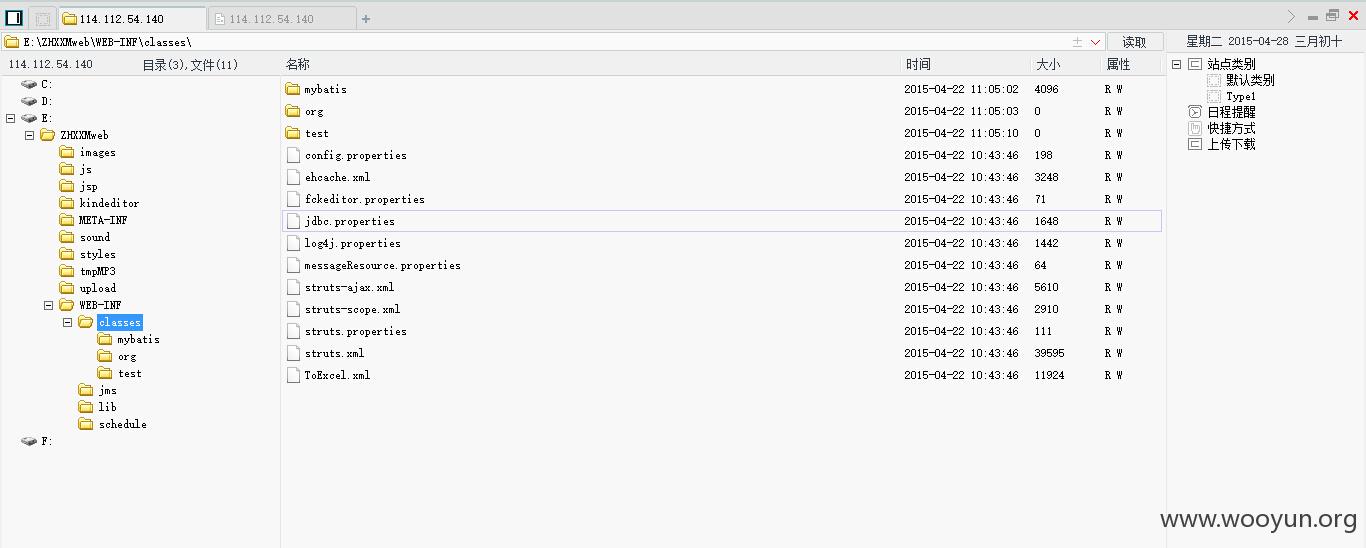 114.112.54.140
114.112.54.140
E:\ZHXXMweb\WEB-INF\classes\
读取
星期二 2015-04-28 三月初十
114.112.54.140 目录(3),文件(11)
名称 时间 大小 属性
C:
D:
E:
ZHXXMweb
images
js
jsp
kindeditor
META-INF
sound
styles
tmpMP3
upload
WEB-INF
classes
mybatis
org
test
jms
lib
schedule
F:
mybatis 2015-04-22 11:05:02 4096 R W
org 2015-04-22 11:05:03 0 R W
test 2015-04-22 11:05:10 0 R W
config.properties 2015-04-22 10:43:46 198 R W
ehcache.xml 2015-04-22 10:43:46 3248 R W
fckeditor.properties 2015-04-22 10:43:46 71 R W
jdbc.properties 2015-04-22 10:43:46 1648 R W
log4j.properties 2015-04-22 10:43:46 1442 R W
messageResource.properties 2015-04-22 10:43:46 64 R W
struts-ajax.xml 2015-04-22 10:43:46 5610 R W
struts-scope.xml 2015-04-22 10:43:46 2910 R W
struts.properties 2015-04-22 10:43:46 111 R W
struts.xml 2015-04-22 10:43:46 39595 R W
ToExcel.xml 2015-04-22 10:43:46 11924 R W
站点类别
默认类别
Type1
日程提醒
快捷方式
上传下载
www.wooyun.org